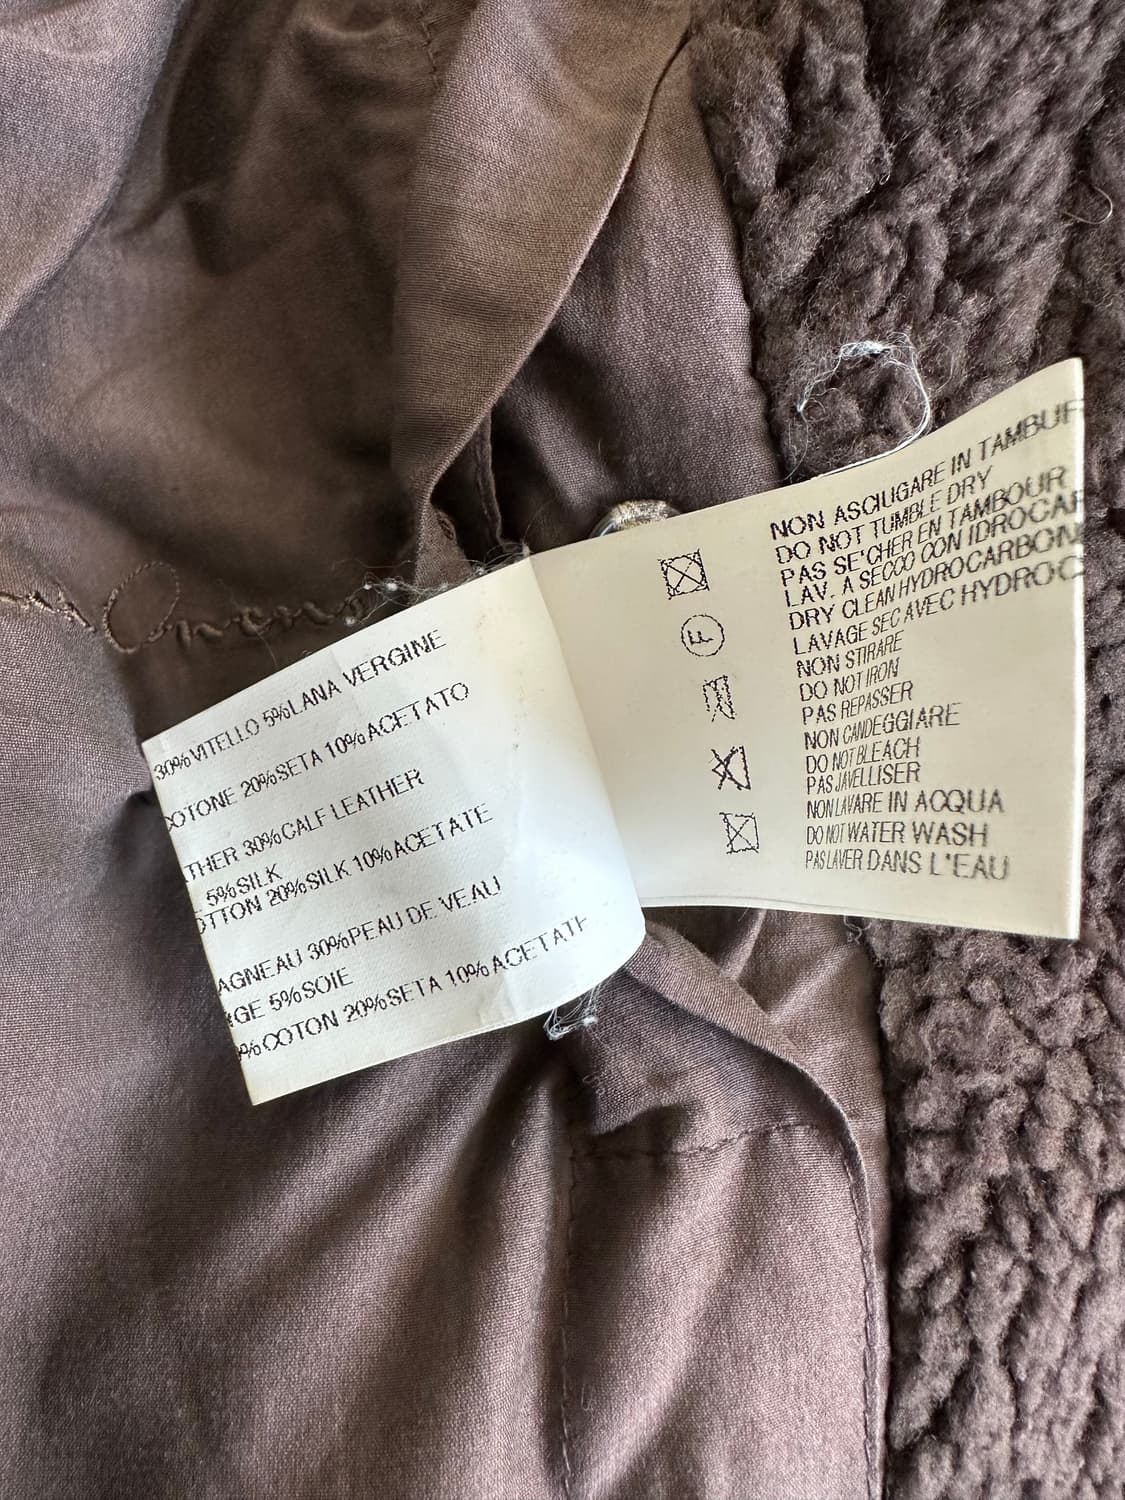 30%VITELLO 5%LANA VERGINE
COTONE 20%SETA 10%ACETATO
THER 30%CALF LEATHER
5%SILK
OTTON 20%SILK 10%ACETATE
AGNEAU 30%PEAU DE VEAU
GE 5%SOIE
%COTON 20%SETA 10%ACETAT
NON ASCIUGARE IN TAMBUR
DO NOT TUMBLE DRY
PAS SE'CHER EN TAMBOUR
LAV. A SECCO CON IDROCAR
DRY CLEAN HYDROCARBON
LAVAGE SEC AVEC HYDROC
F
NON STIRARE
DO NOT IRON
PAS REPASSER
NON CANDEGGIARE
DO NOT BLEACH
PAS JAVELLISER
NON LAVARE IN ACQUA
DO NOT WATER WASH
PAS LAVER DANS L'EAU